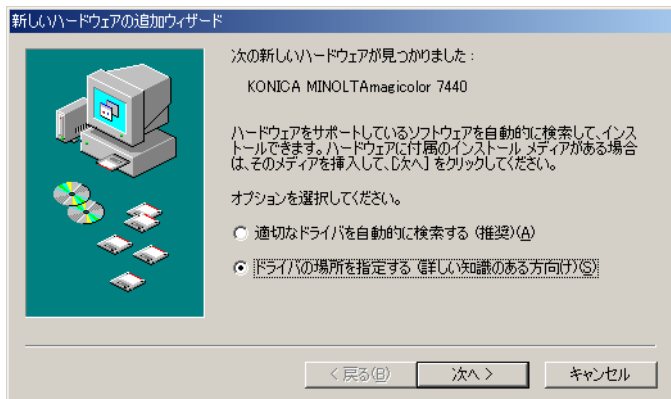 新しいハードウェアの追加ウィザード
次の新しいハードウェアが見つかりました:
KONICA MINOLTAmagicolor 7440
ハードウェアをサポートしているソフトウェアを自動的に検索して、インス
トールできます。ハードウェアに付属のインストール メディアがある場合
は、そのメディアを挿入して、[次へ] をクリックしてください。
オプションを選択してください。
適切なドライバを自動的に検索する (推奨)(A)
ドライバの場所を指定する (詳しい知識のある方向け)(S)
< 戻る(B)
次へ >
キャンセル